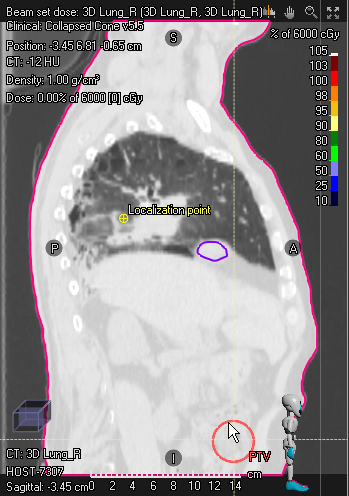 Beam set dose: 3D Lung_R (3D Lung_R, 3D Lung_R)
Clinical: Collapsed Cone v5.5
Position: -3.45 6.81 -0.65 cm
CT: -12 HU
Density: 1.00 g/cm³
Dose: 0.00% of 6000 [0] cGy
% of 6000 cGy
105
103
100
98
95
90
80
60
50
25
10
S
Localization point
P
A
I
PTV
cm
0 2 4 6 8 10 12 14
CT: 3D Lung_R
HOST-7307
Sagittal: -3.45 cm